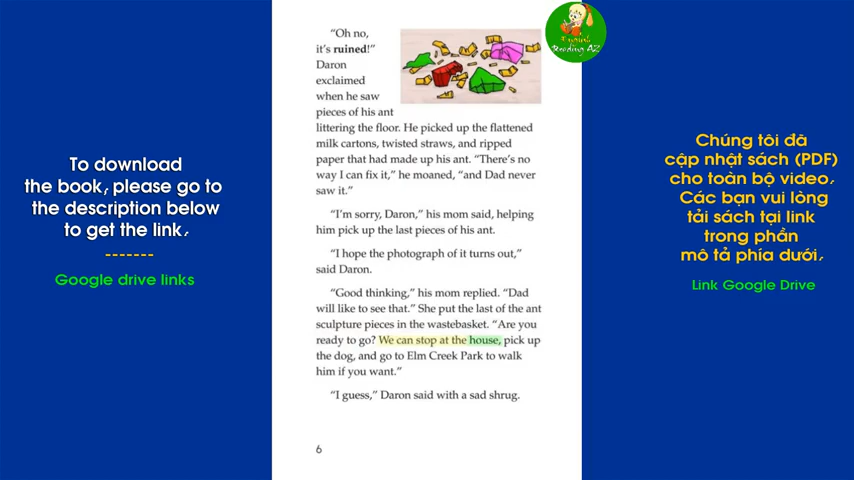 To download
the book, please go to
the description below
to get the link,
-------
Google drive links
"Oh no,
it's ruined!"
Daron
exclaimed
when he saw
pieces of his ant
littering the floor. He picked up the flattened
milk cartons, twisted straws, and ripped
paper that had made up his ant. "There's no
way I can fix it," he moaned, "and Dad never
saw it."
"I'm sorry, Daron," his mom said, helping
him pick up the last pieces of his ant.
"I hope the photograph of it turns out,"
said Daron.
"Good thinking," his mom replied. "Dad
will like to see that." She put the last of the ant
sculpture pieces in the wastebasket. "Are you
ready to go? We can stop at the house, pick up
the dog, and go to Elm Creek Park to walk
him if you want."
"I guess," Daron said with a sad shrug.
6
Reading AZ
Chúng tôi đã
cập nhật sách (PDF)
cho toàn bộ video,
Các bạn vui lòng
tải sách tại link
trong phần
mô tả phía dưới,
Link Google Drive